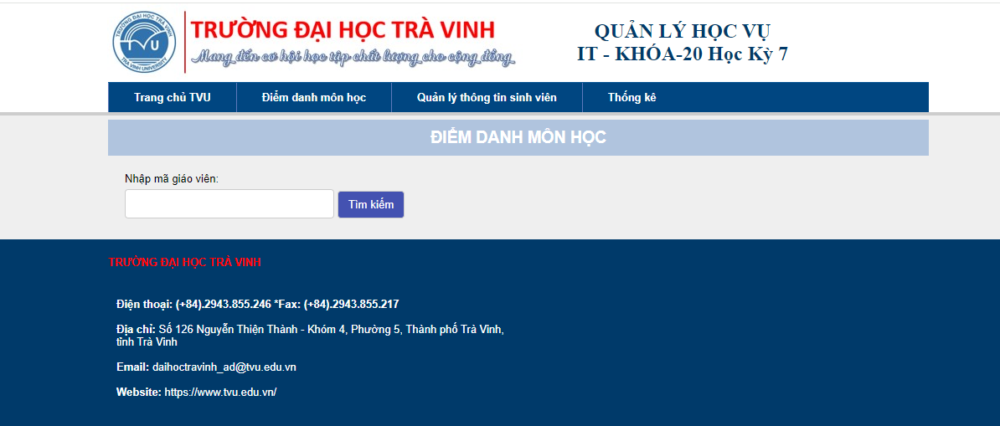 TRƯỜNG ĐẠI HỌC TRÀ VINH
TVU
TRA VINH UNIVERSITY
TRƯỜNG ĐẠI HỌC TRÀ VINH
Mang đến cơ hội học tập chất lượng cho cộng đồng
QUẢN LÝ HỌC VỤ
IT - KHÓA-20 Học Kỳ 7
Trang chủ TVU
Điểm danh môn học
Quản lý thông tin sinh viên
Thống kê
ĐIỂM DANH MÔN HỌC
Nhập mã giáo viên:
Tìm kiếm
TRƯỜNG ĐẠI HỌC TRÀ VINH
Điện thoại: (+84).2943.855.246 *Fax: (+84).2943.855.217
Địa chỉ: Số 126 Nguyễn Thiện Thành - Khóm 4, Phường 5, Thành phố Trà Vinh,
tỉnh Trà Vinh
Email: daihoctravinh_ad@tvu.edu.vn
Website: https://www.tvu.edu.vn/